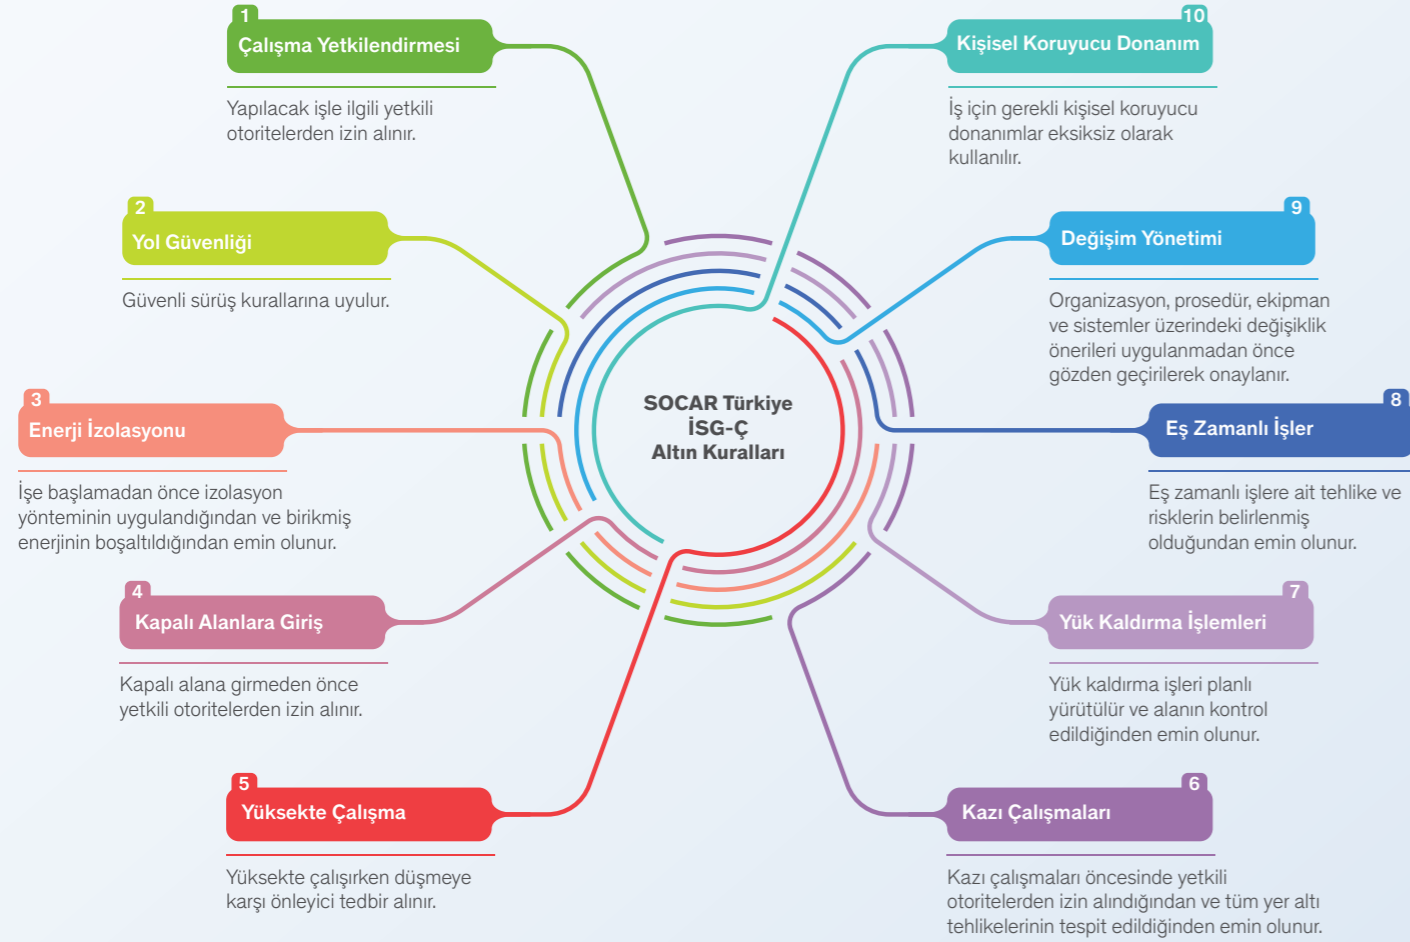 1
Çalışma Yetkilendirmesi
Yapılacak işle ilgili yetkili
otoritelerden izin alınır.
2
Yol Güvenliği
Güvenli sürüş kurallarına uyulur.
3
Enerji İzolasyonu
İşe başlamadan önce izolasyon
yönteminin uygulandığından ve birikmiş
enerjinin boşaltıldığından emin olunur.
4
Kapalı Alanlara Giriş
Kapalı alana girmeden önce
yetkili otoritelerden izin alınır.
5
Yüksekte Çalışma
Yüksekte çalışırken düşmeye
karşı önleyici tedbir alınır.
SOCAR Türkiye
İSG-Ç
Altın Kuralları
10
Kişisel Koruyucu Donanım
İş için gerekli kişisel koruyucu
donanımlar eksiksiz olarak
kullanılır.
9
Değişim Yönetimi
Organizasyon, prosedür, ekipman
ve sistemler üzerindeki değişiklik
önerileri uygulanmadan önce
gözden geçirilerek onaylanır.
8
Eş Zamanlı İşler
Eş zamanlı işlere ait tehlike ve
risklerin belirlenmiş
olduğundan emin olunur.
7
Yük Kaldırma İşlemleri
Yük kaldırma işleri planlı
yürütülür ve alanın kontrol
edildiğinden emin olunur.
6
Kazı Çalışmaları
Kazı çalışmaları öncesinde yetkili
otoritelerden izin alındığından ve tüm yer altı
tehlikelerinin tespit edildiğinden emin olunur.